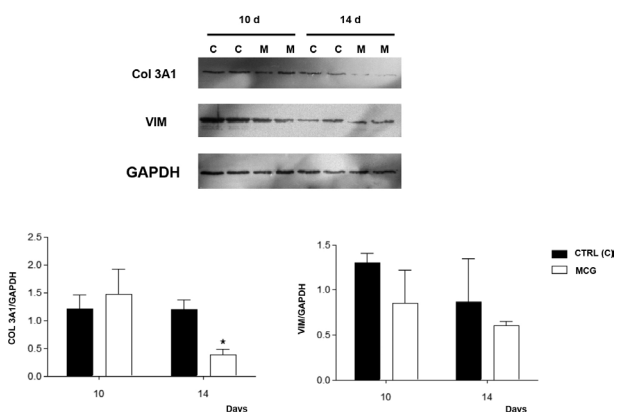 10 d 14 d
C C M M C C M M
Col 3A1
VIM
GAPDH
COL 3A1/GAPDH
2.5
2.0
1.5
1.0
0.5
0.0
*
10 14
Days
VIM/GAPDH
1.5
1.0
0.5
0.0
10 14
Days
CTRL (C)
MCG